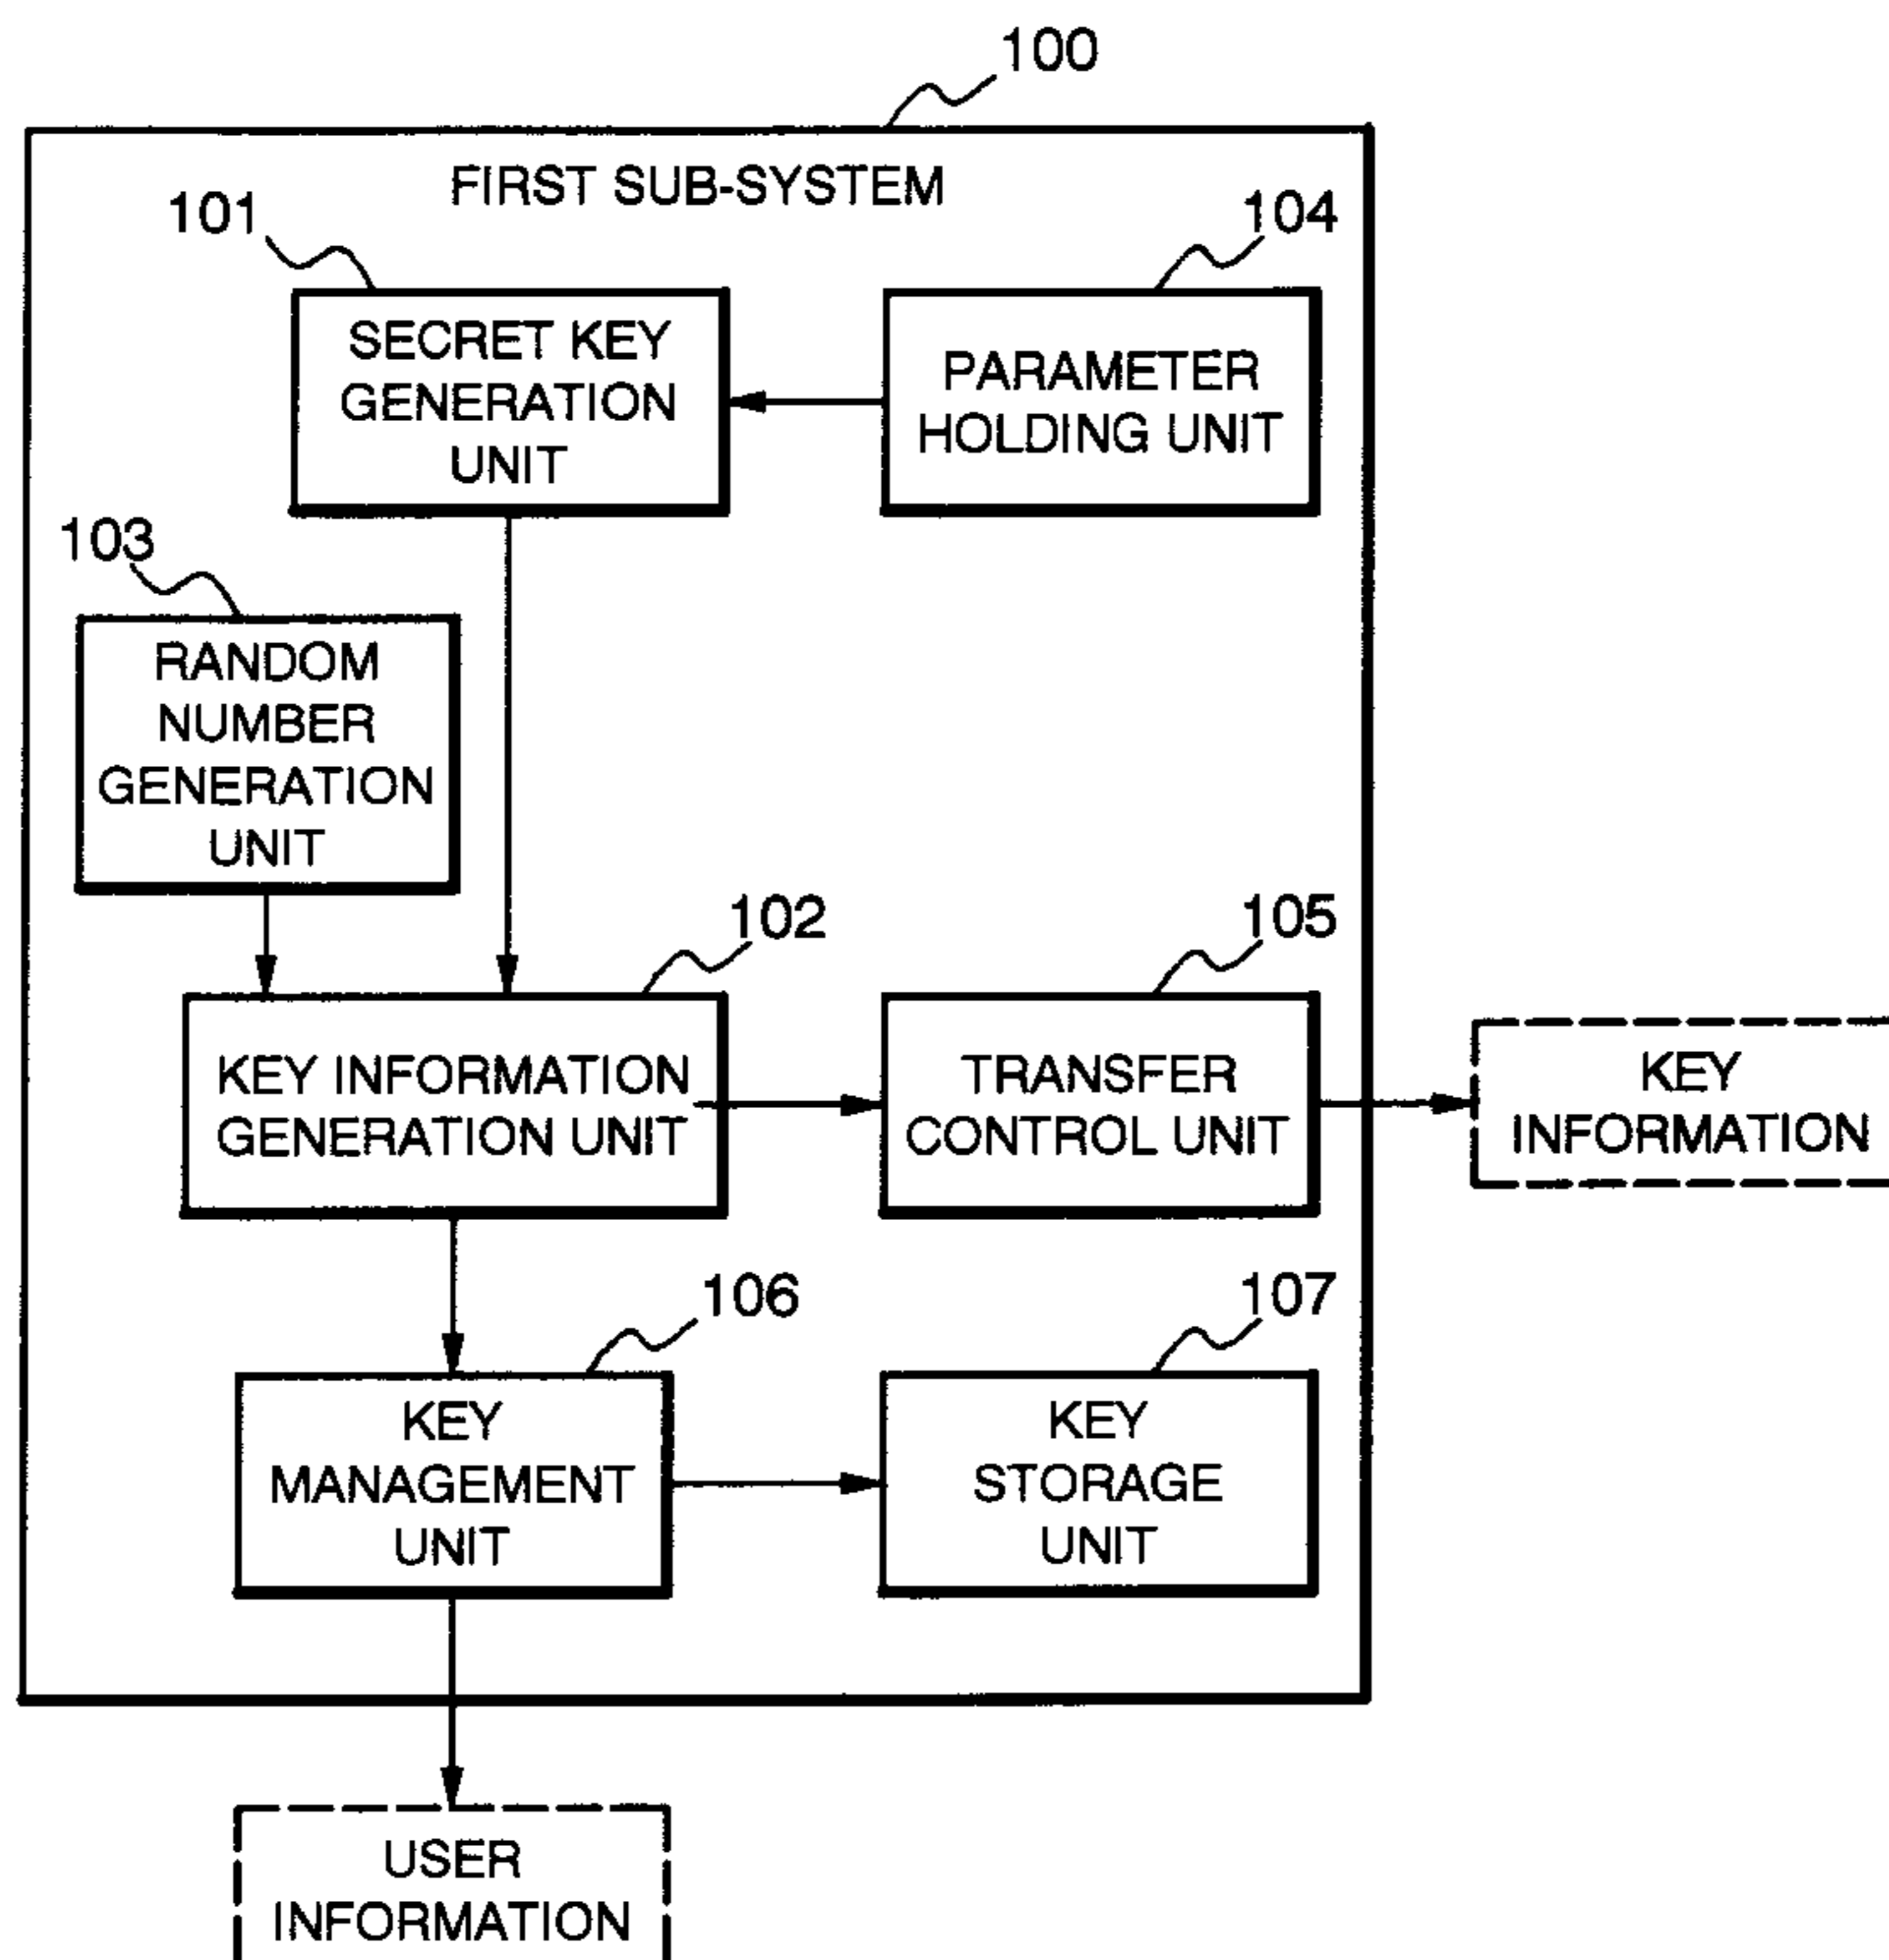 100
FIRST SUB-SYSTEM
101
104
SECRET KEY
GENERATION
UNIT
PARAMETER
HOLDING UNIT
103
RANDOM
NUMBER
GENERATION
UNIT
102
105
KEY INFORMATION
GENERATION UNIT
TRANSFER
CONTROL UNIT
KEY
INFORMATION
106
107
KEY
MANAGEMENT
UNIT
KEY
STORAGE
UNIT
USER
INFORMATION